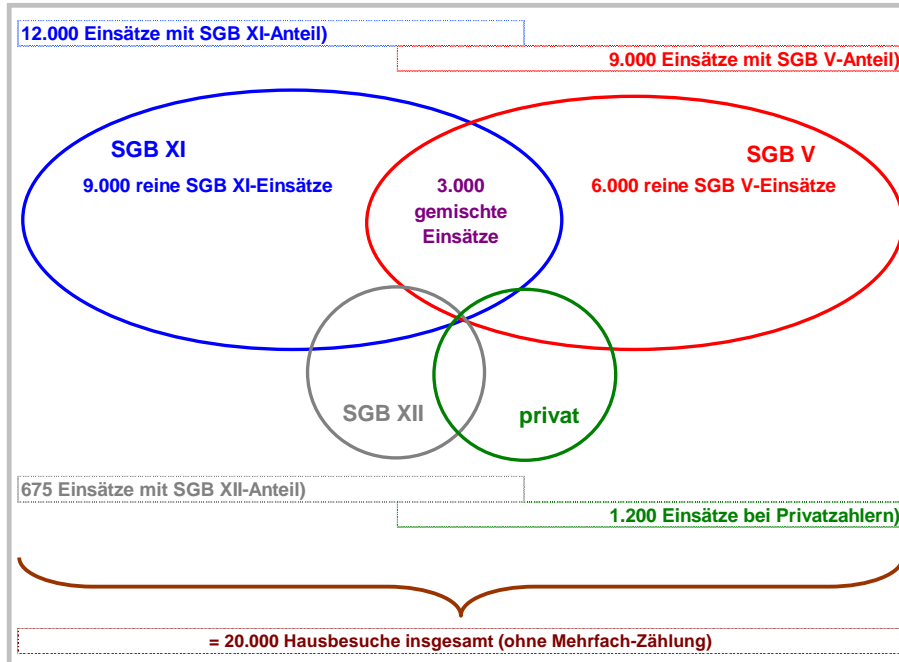 12.000 Einsätze mit SGB XI-Anteil)
9.000 Einsätze mit SGB V-Anteil)
SGB XI
SGB V
9.000 reine SGB XI-Einsätze
3.000
gemischte
Einsätze
6.000 reine SGB V-Einsätze
SGB XII
privat
675 Einsätze mit SGB XII-Anteil)
1.200 Einsätze bei Privatzahlern)
= 20.000 Hausbesuche insgesamt (ohne Mehrfach-Zählung)